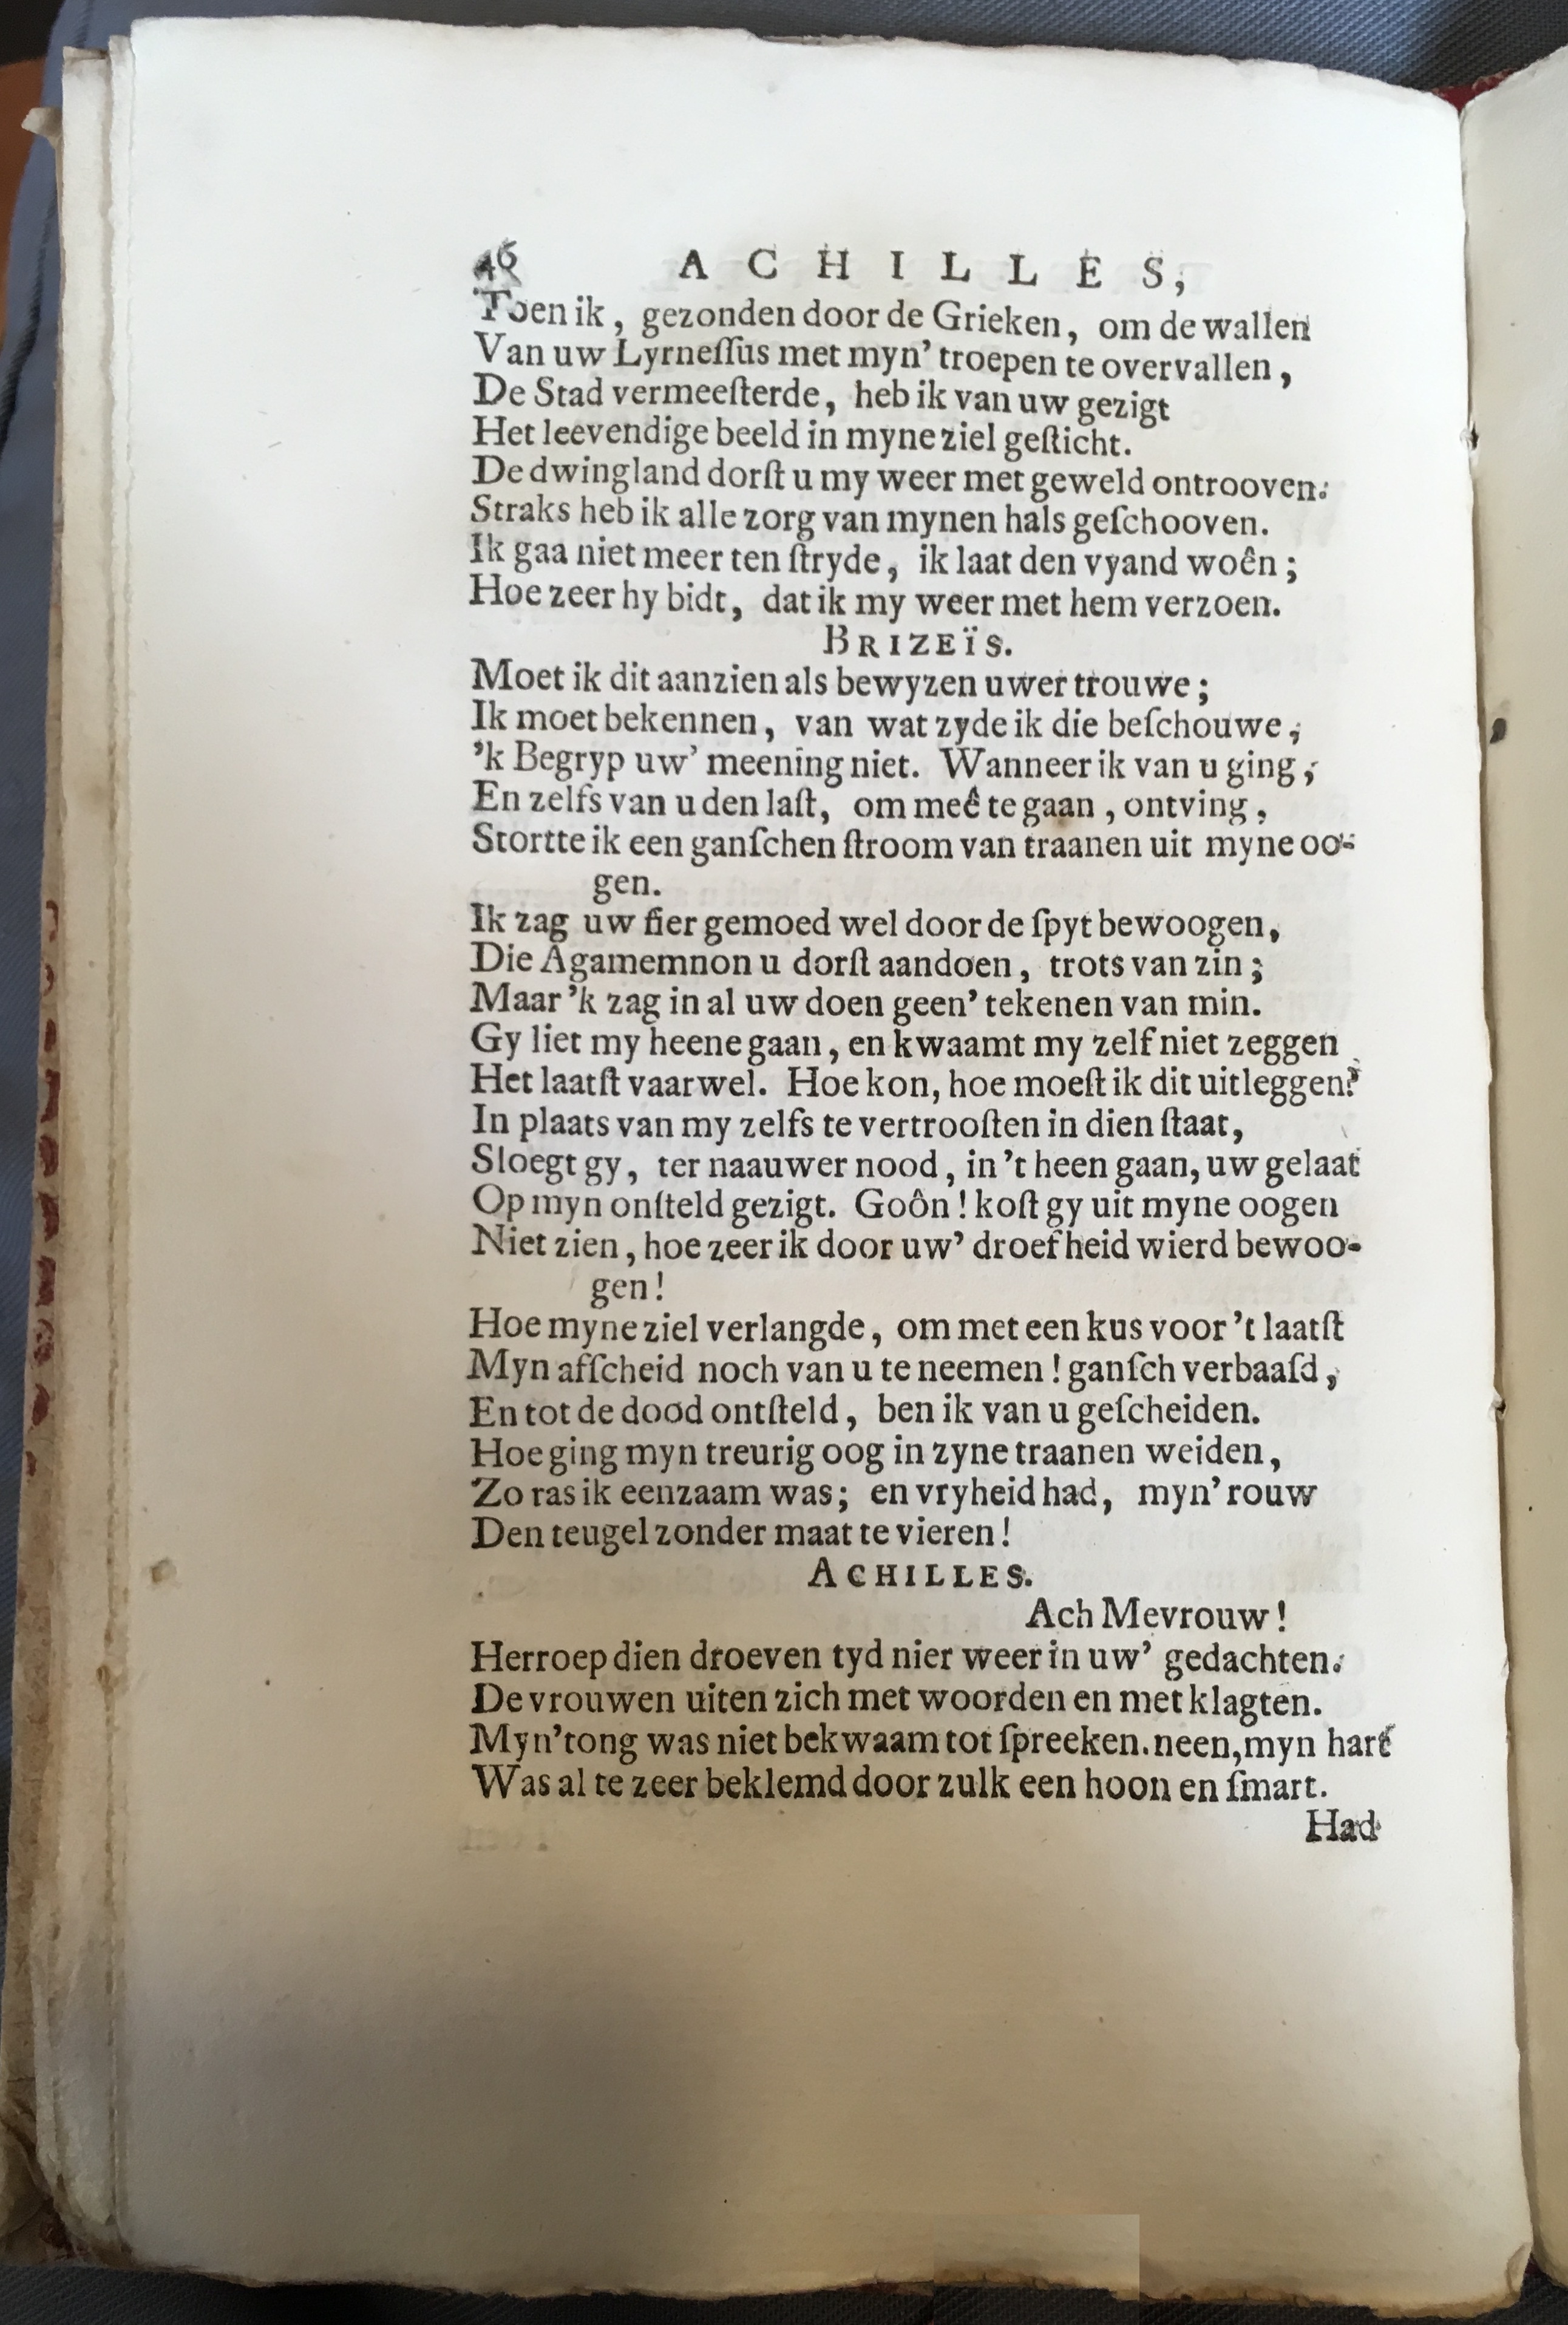 46 ACHILLES,
Toen ik, gezonden door de Grieken, om de wallen
Van uw Lyrneſſus met myn' troepen te overvallen,
De Stad vermeeſterde, heb ik van uw gezigt
Het leevendige beeld in myne ziel geſticht.
De dwingland dorſt u my weer met geweld ontrooven.
Straks heb ik alle zorg van mynen hals geſchooven.
Ik gaa niet meer ten ſtryde, ik laat den vyand woên;
Hoe zeer hy bidt, dat ik my weer met hem verzoen.
BRIZEÏS.
Moet ik dit aanzien als bewyzen uwer trouwe;
Ik moet bekennen, van wat zyde ik die beſchouwe,
'k Begryp uw' meening niet. Wanneer ik van u ging,
En zelfs van u den laſt, om meê te gaan, ontving,
Stortte ik een ganſchen ſtroom van traanen uit myne oo-
gen.
Ik zag uw fier gemoed wel door de ſpyt bewoogen,
Die Agamemnon u dorſt aandoen, trots van zin;
Maar 'k zag in al uw doen geen' tekenen van min.
Gy liet my heene gaan, en kwaamt my zelf niet zeggen
Het laatſt vaarwel. Hoe kon, hoe moeſt ik dit uitleggen?
In plaats van my zelfs te vertrooſten in dien ſtaat,
Sloegt gy, ter naauwer nood, in 't heen gaan, uw gelaat
Op myn onſteld gezigt. Goôn! koſt gy uit myne oogen
Niet zien, hoe zeer ik door uw' droefheid wierd bewoo-
gen!
Hoe myne ziel verlangde, om met een kus voor 't laatſt
Myn afſcheid noch van u te neemen! ganſch verbaaſd,
En tot de dood ontſteld, ben ik van u geſcheiden.
Hoe ging myn treurig oog in zyne traanen weiden,
Zo ras ik eenzaam was; en vryheid had, myn' rouw
Den teugel zonder maat te vieren!
ACHILLES.
Ach Mevrouw!
Herroep dien droeven tyd nier weer in uw' gedachten.
De vrouwen uiten zich met woorden en met klagten.
Myn' tong was niet bekwaam tot ſpreeken. neen, myn hart
Was al te zeer beklemd door zulk een hoon en ſmart.
Had